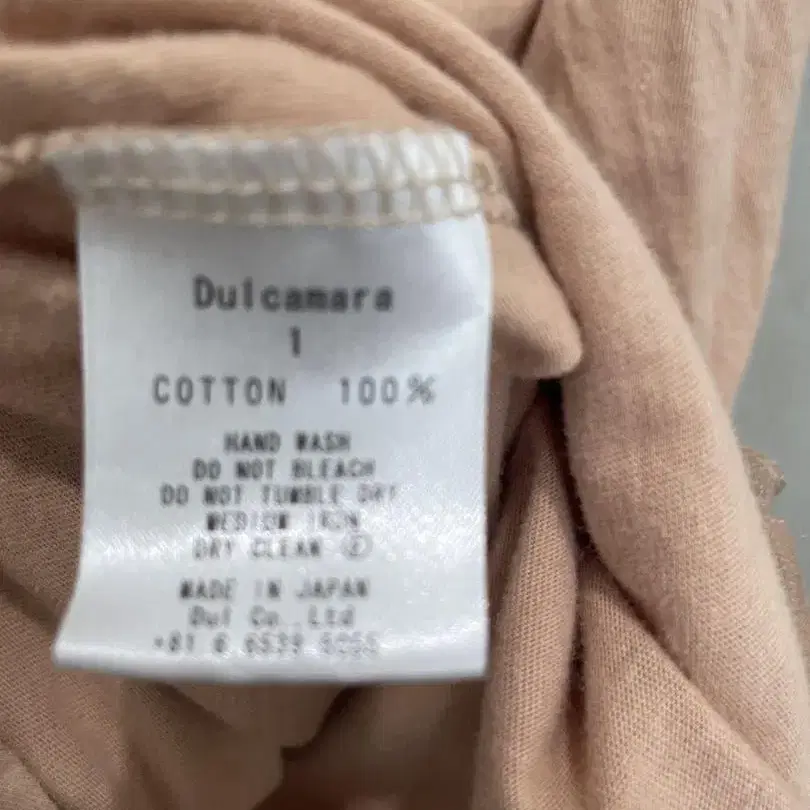 Dulcamara
1
COTTON 100%
HAND WASH
DO NOT BLEACH
DO NOT TUMBLE DRY
MEDIUM IRON
DRY CLEAN
MADE IN JAPAN
Dul Co., Ltd
+81 6 6539